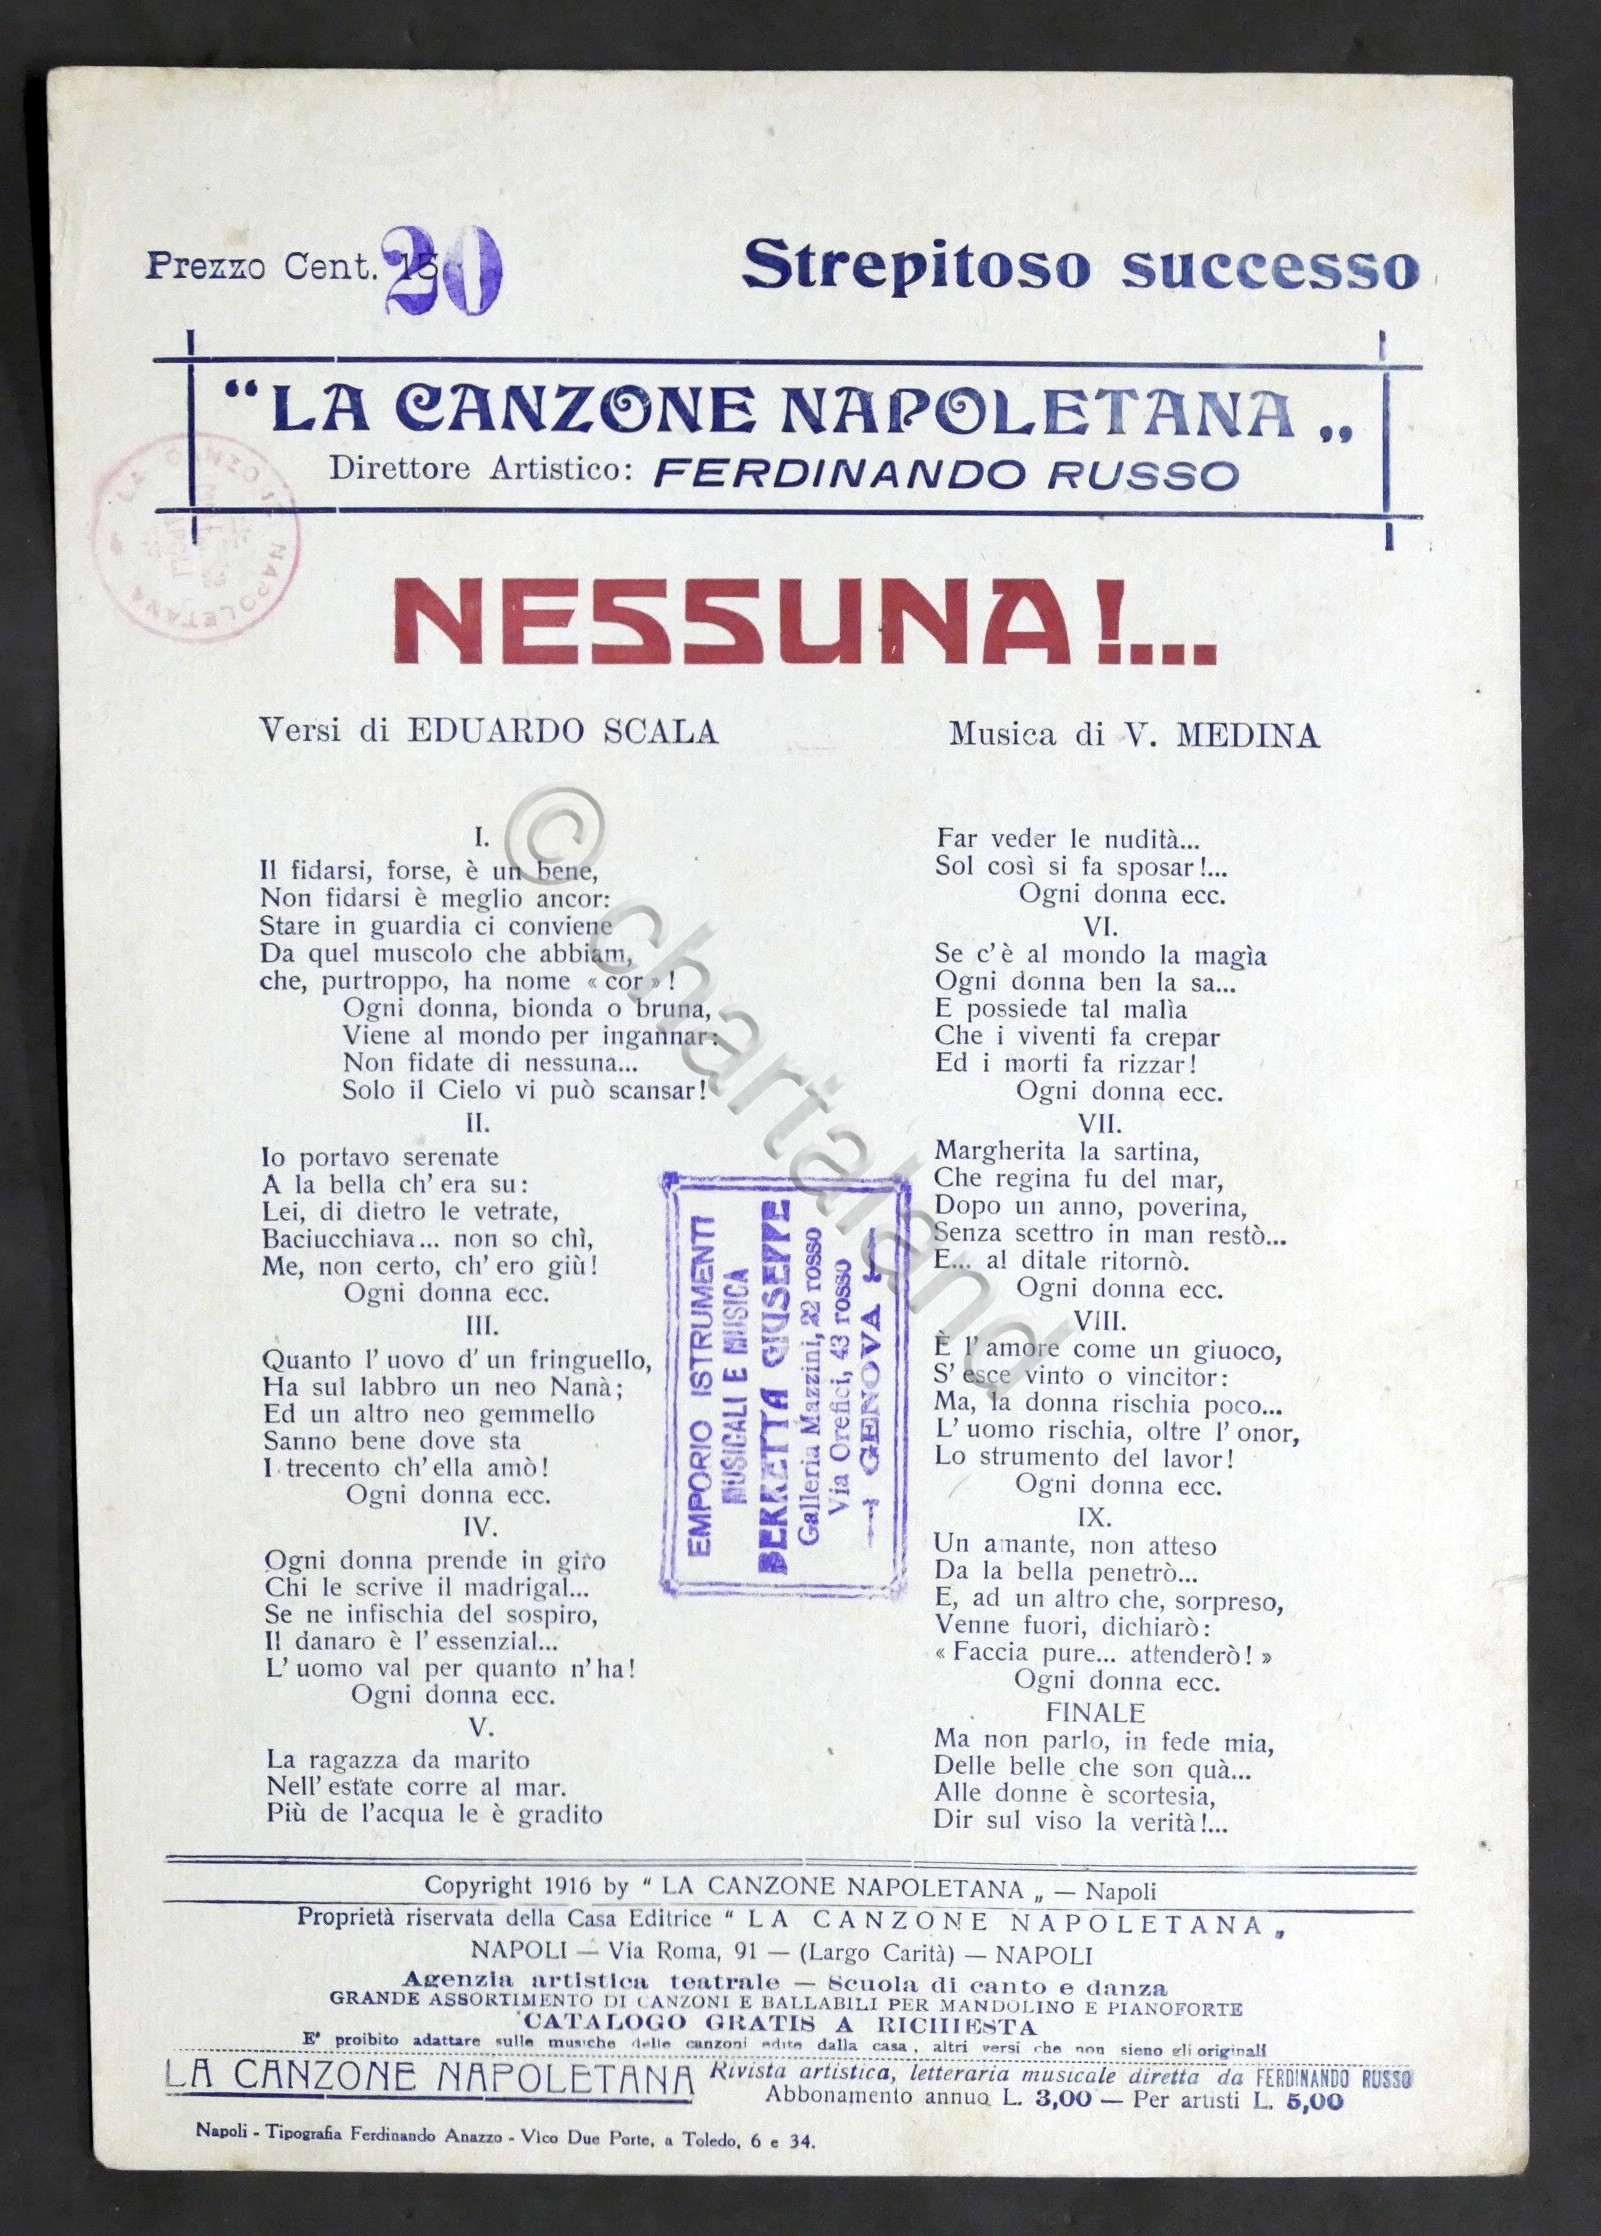 Prezzo Cent. 15 20
Strepitoso successo
“LA CANZONE NAPOLETANA„
Direttore Artistico: FERDINANDO RUSSO
LA CANZONE NAPOLETANA
NESSUNA!...
Versi di EDUARDO SCALA
Musica di V. MEDINA
I.
Il fidarsi, forse, è un bene,
Non fidarsi è meglio ancor:
Stare in guardia ci conviene
Da quel muscolo che abbiam,
che, purtroppo, ha nome « cor » !
Ogni donna, bionda o bruna,
Viene al mondo per ingannar:
Non fidate di nessuna...
Solo il Cielo vi può scansar!
II.
Io portavo serenate
A la bella ch' era su:
Lei, di dietro le vetrate,
Baciucchiava... non so chì,
Me, non certo, ch' ero giù!
Ogni donna ecc.
III.
Quanto l' uovo d' un fringuello,
Ha sul labbro un neo Nanà;
Ed un altro neo gemmello
Sanno bene dove sta
I trecento ch' ella amò!
Ogni donna ecc.
IV.
Ogni donna prende in giro
Chi le scrive il madrigal...
Se ne infischia del sospiro,
Il danaro è l' essenzial...
L' uomo val per quanto n' ha!
Ogni donna ecc.
V.
La ragazza da marito
Nell' estate corre al mar.
Più de l'acqua le è gradito
Far veder le nudità...
Sol così si fa sposar!...
Ogni donna ecc.
VI.
Se c' è al mondo la magìa
Ogni donna ben la sa...
E possiede tal malìa
Che i viventi fa crepar
Ed i morti fa rizzar!
Ogni donna ecc.
VII.
Margherita la sartina,
Che regina fu del mar,
Dopo un anno, poverina,
Senza scettro in man restò...
E... al ditale ritornò.
Ogni donna ecc.
VIII.
È l' amore come un giuoco,
S' esce vinto o vincitor:
Ma, la donna rischia poco...
L' uomo rischia, oltre l' onor,
Lo strumento del lavor!
Ogni donna ecc.
IX.
Un amante, non atteso
Da la bella penetrò...
E, ad un altro che, sorpreso,
Venne fuori, dichiarò:
« Faccia pure... attenderò! »
Ogni donna ecc.
FINALE
Ma non parlo, in fede mia,
Delle belle che son quà...
Alle donne è scortesia,
Dir sul viso la verità!...
EMPORIO ISTRUMENTI
MUSICALI E MUSICA
BERRETTA GIUSEPPE
Galleria Mazzini, 22 rosso
Via Orefici, 43 rosso
GENOVA
© chartaland
Copyright 1916 by “ LA CANZONE NAPOLETANA „ — Napoli
Proprietà riservata della Casa Editrice “ LA CANZONE NAPOLETANA „
NAPOLI — Via Roma, 91 — (Largo Carità) — NAPOLI
Agenzia artistica teatrale — Scuola di canto e danza
GRANDE ASSORTIMENTO DI CANZONI E BALLABILI PER MANDOLINO E PIANOFORTE
CATALOGO GRATIS A RICHIESTA
E' proibito adattare sulle musiche delle canzoni edite dalla casa, altri versi che non sieno gli originali
LA CANZONE NAPOLETANA Rivista artistica, letteraria musicale diretta da FERDINANDO RUSSO
Abbonamento annuo L. 3,00 — Per artisti L. 5,00
Napoli - Tipografia Ferdinando Anazzo - Vico Due Porte, a Toledo, 6 e 34.